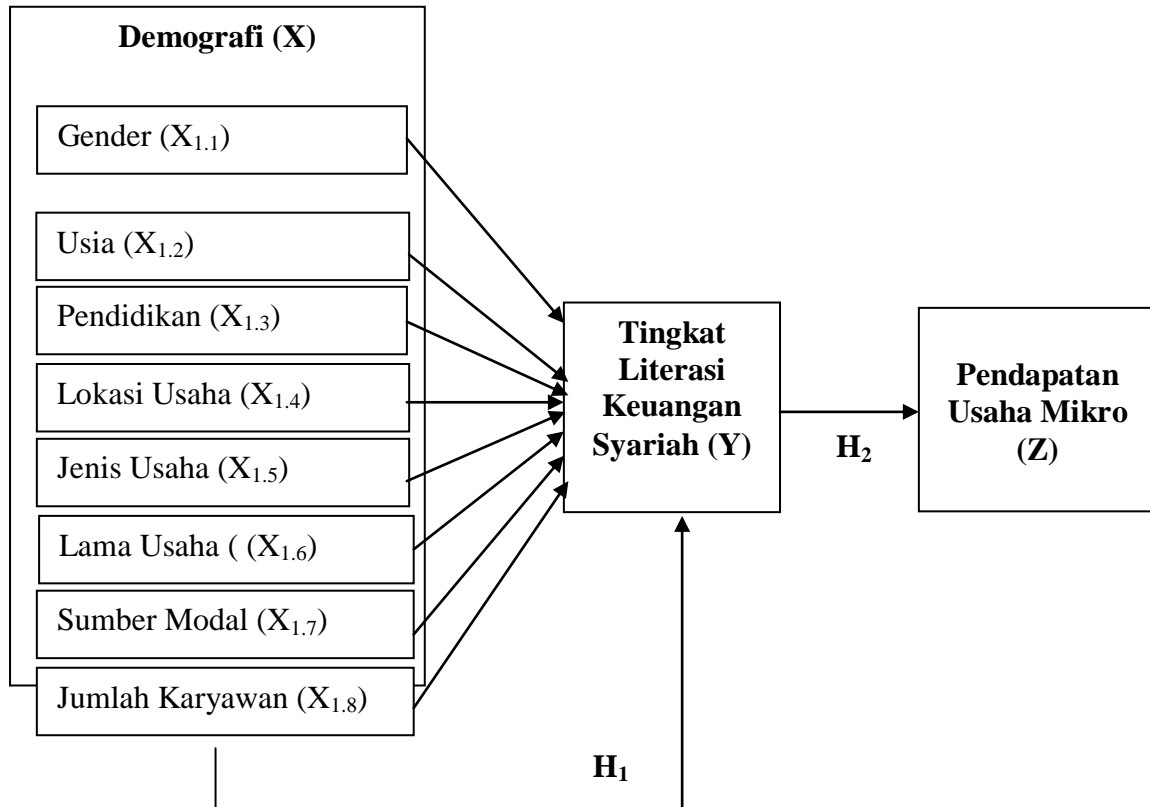 Demografi (X)
Gender (X1.1)
Usia (X1.2)
Pendidikan (X1.3)
Lokasi Usaha (X1.4)
Jenis Usaha (X1.5)
Lama Usaha ( (X1.6)
Sumber Modal (X1.7)
Jumlah Karyawan (X1.8)
Tingkat
Literasi
Keuangan
Syariah (Y)
H2
Pendapatan
Usaha Mikro
(Z)
H1